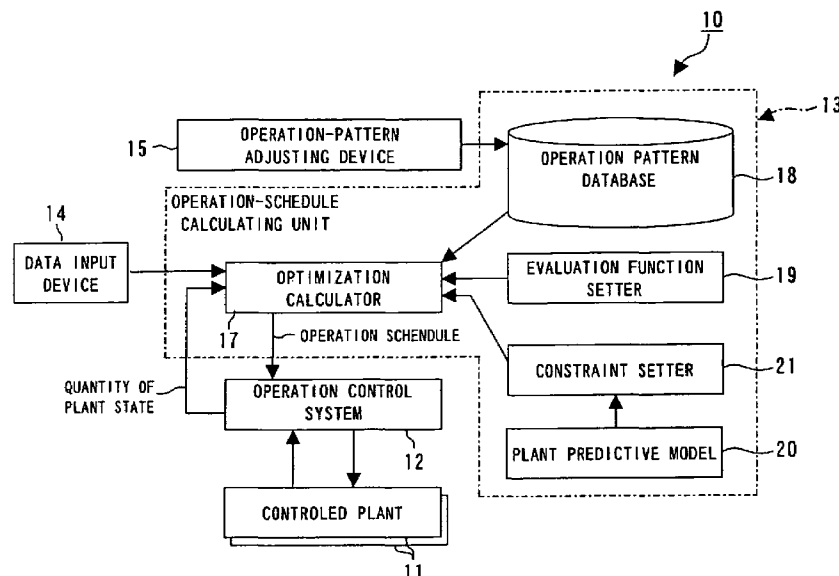 10
13
15
OPERATION-PATTERN
ADJUSTING DEVICE
OPERATION PATTERN
DATABASE
18
OPERATION-SCHEDULE
CALCULATING UNIT
14
DATA INPUT
DEVICE
OPTIMIZATION
CALCULATOR
17
EVALUATION FUNCTION
SETTER
19
OPERATION SCHENDULE
CONSTRAINT SETTER
21
QUANTITY OF
PLANT STATE
OPERATION CONTROL
SYSTEM
12
PLANT PREDICTIVE MODEL
20
CONTROLED PLANT
11